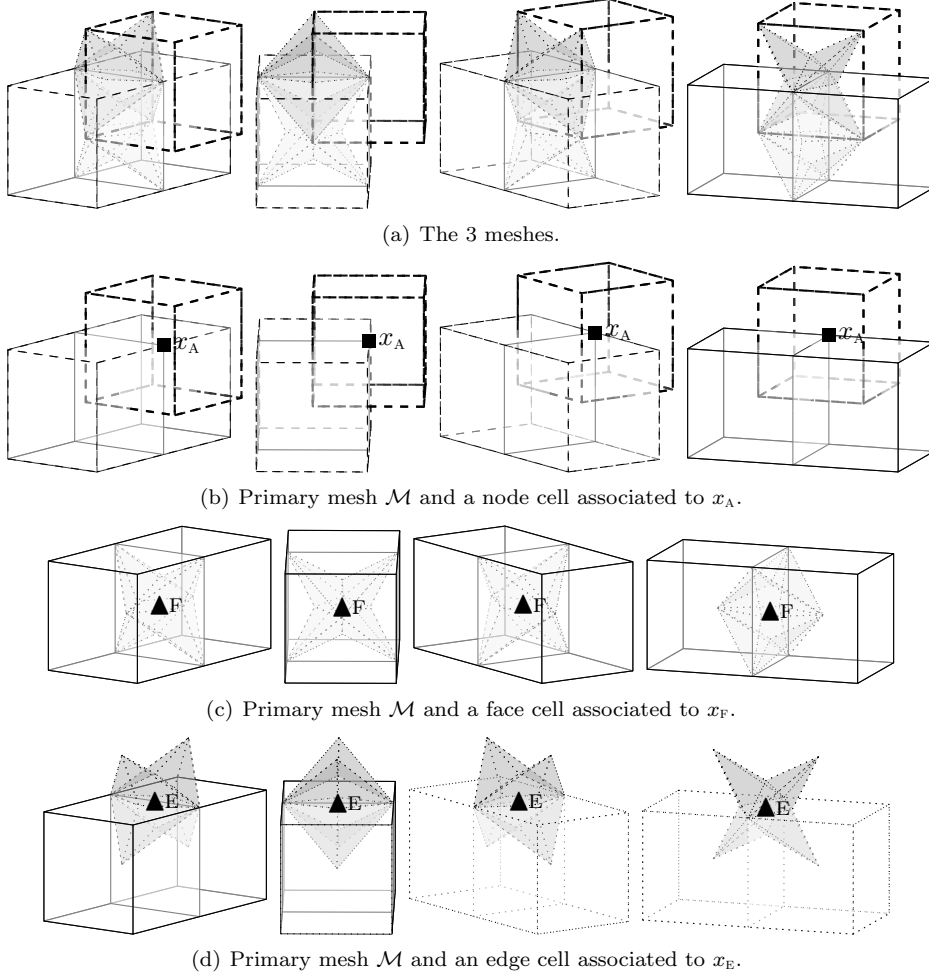 (a) The 3 meshes.
x_A x_A x_A x_A
(b) Primary mesh ℳ and a node cell associated to x_A.
F F F F
(c) Primary mesh ℳ and a face cell associated to x_F.
E E E E
(d) Primary mesh ℳ and an edge cell associated to x_E.